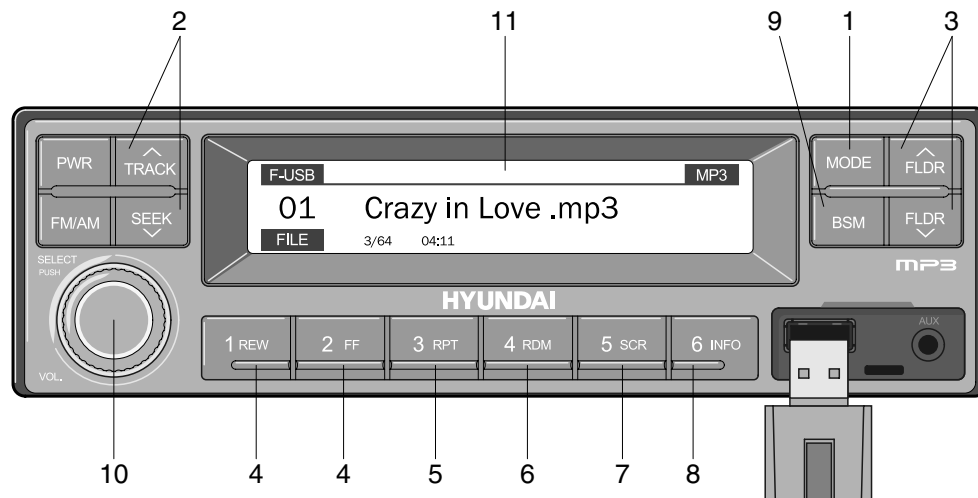 2 11 9 1 3
PWR TRACK
F-USB MP3
MODE FLDR
01 Crazy in Love .mp3
FM/AM SEEK
BSM FLDR
FILE 3/64 04:11
SELECT
PUSH
mp3
HYUNDAI
AUX
1 REW 2 FF 3 RPT 4 RDM 5 SCR 6 INFO
VOL.
10 4 4 5 6 7 8